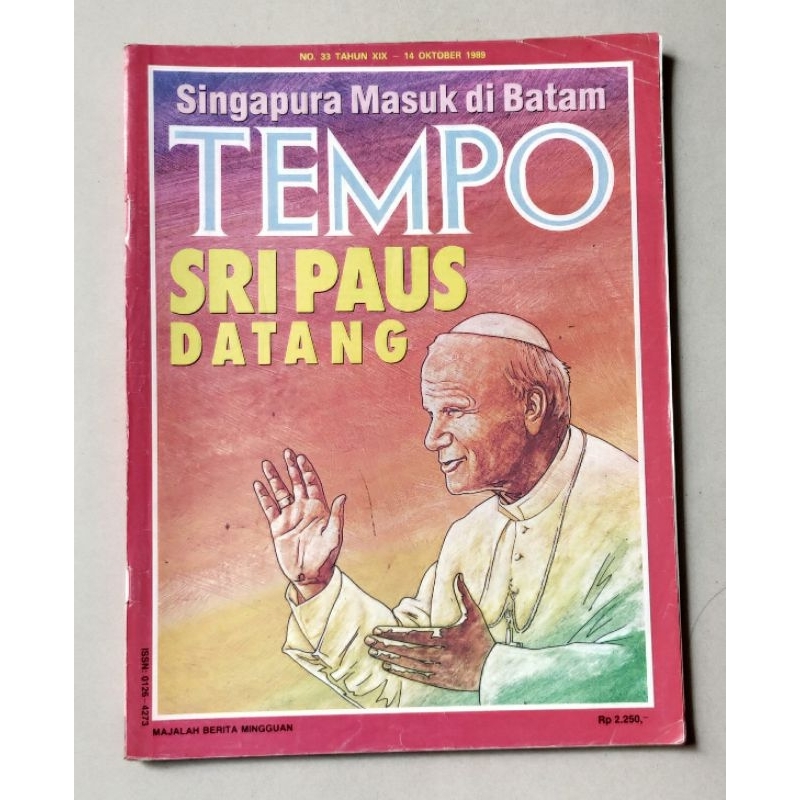 NO. 33 TAHUN XIX – 14 OKTOBER 1989
Singapura Masuk di Batam
TEMPO
SRI PAUS
DATANG
ISSN: 0126 - 4273
MAJALAH BERITA MINGGUAN
Rp 2.250,-